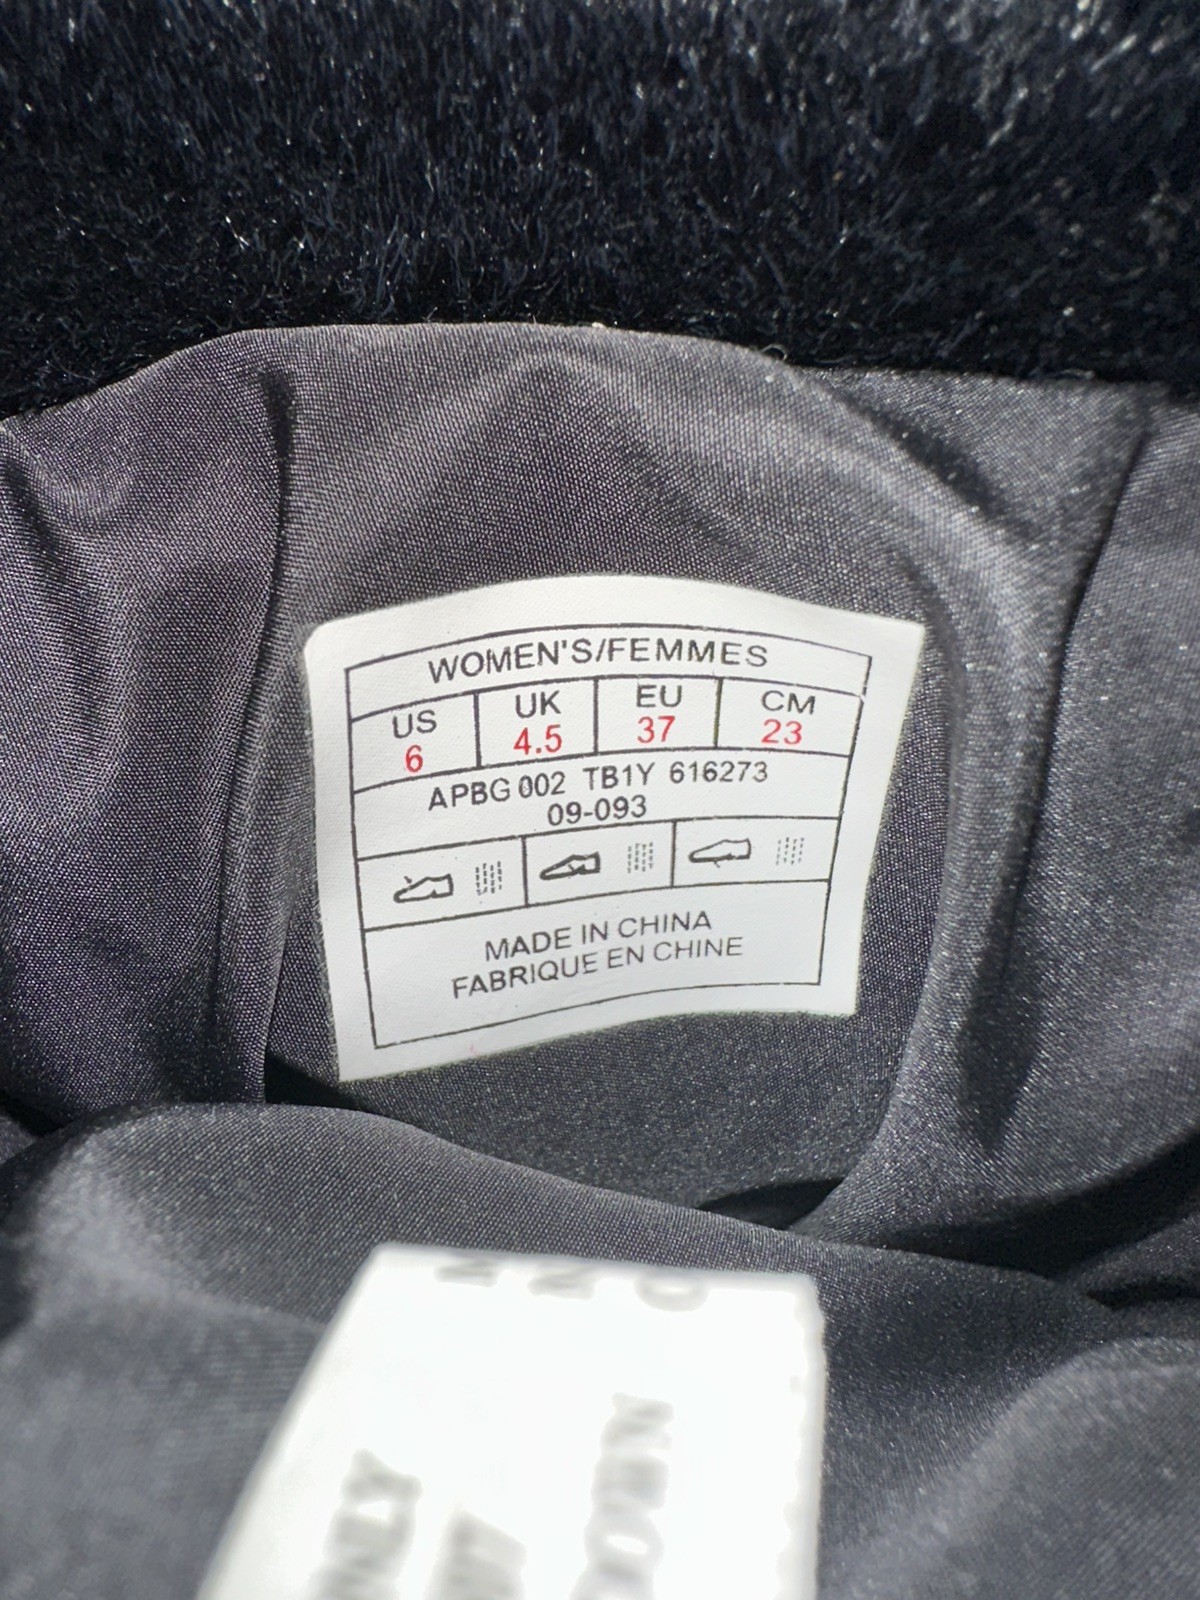 WOMEN'S/FEMMES
US UK EU CM
6 4.5 37 23
APBG 002 TB1Y 616273
09-093
MADE IN CHINA
FABRIQUE EN CHINE